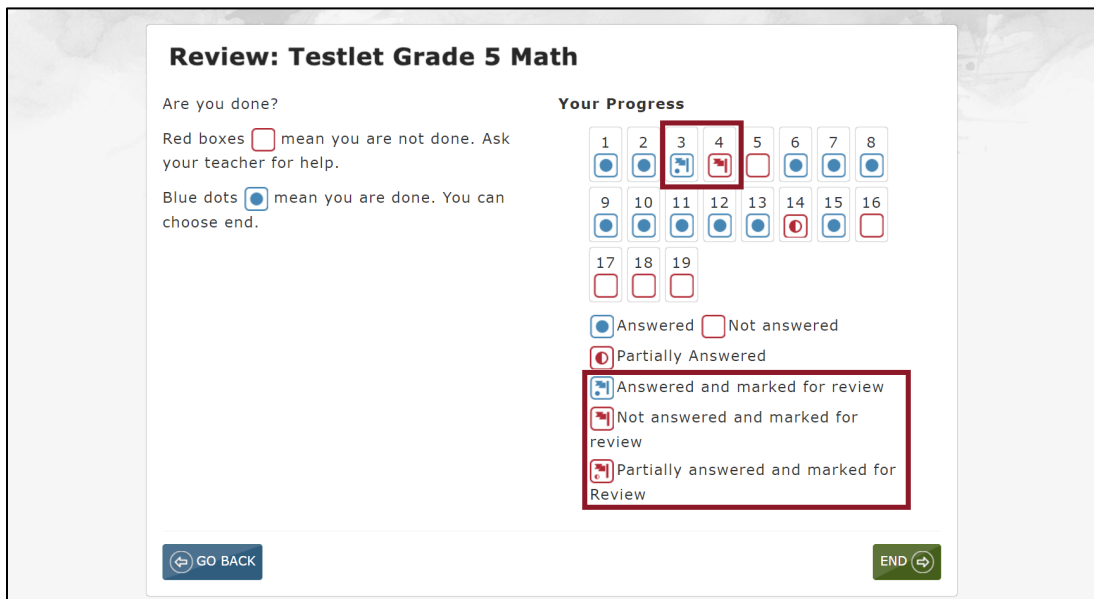 Review: Testlet Grade 5 Math
Are you done?
Red boxes mean you are not done. Ask
your teacher for help.
Blue dots mean you are done. You can
choose end.
Your Progress
1 2 3 4 5 6 7 8
9 10 11 12 13 14 15 16
17 18 19
Answered Not answered
Partially Answered
Answered and marked for review
Not answered and marked for
review
Partially answered and marked for
Review
GO BACK
END